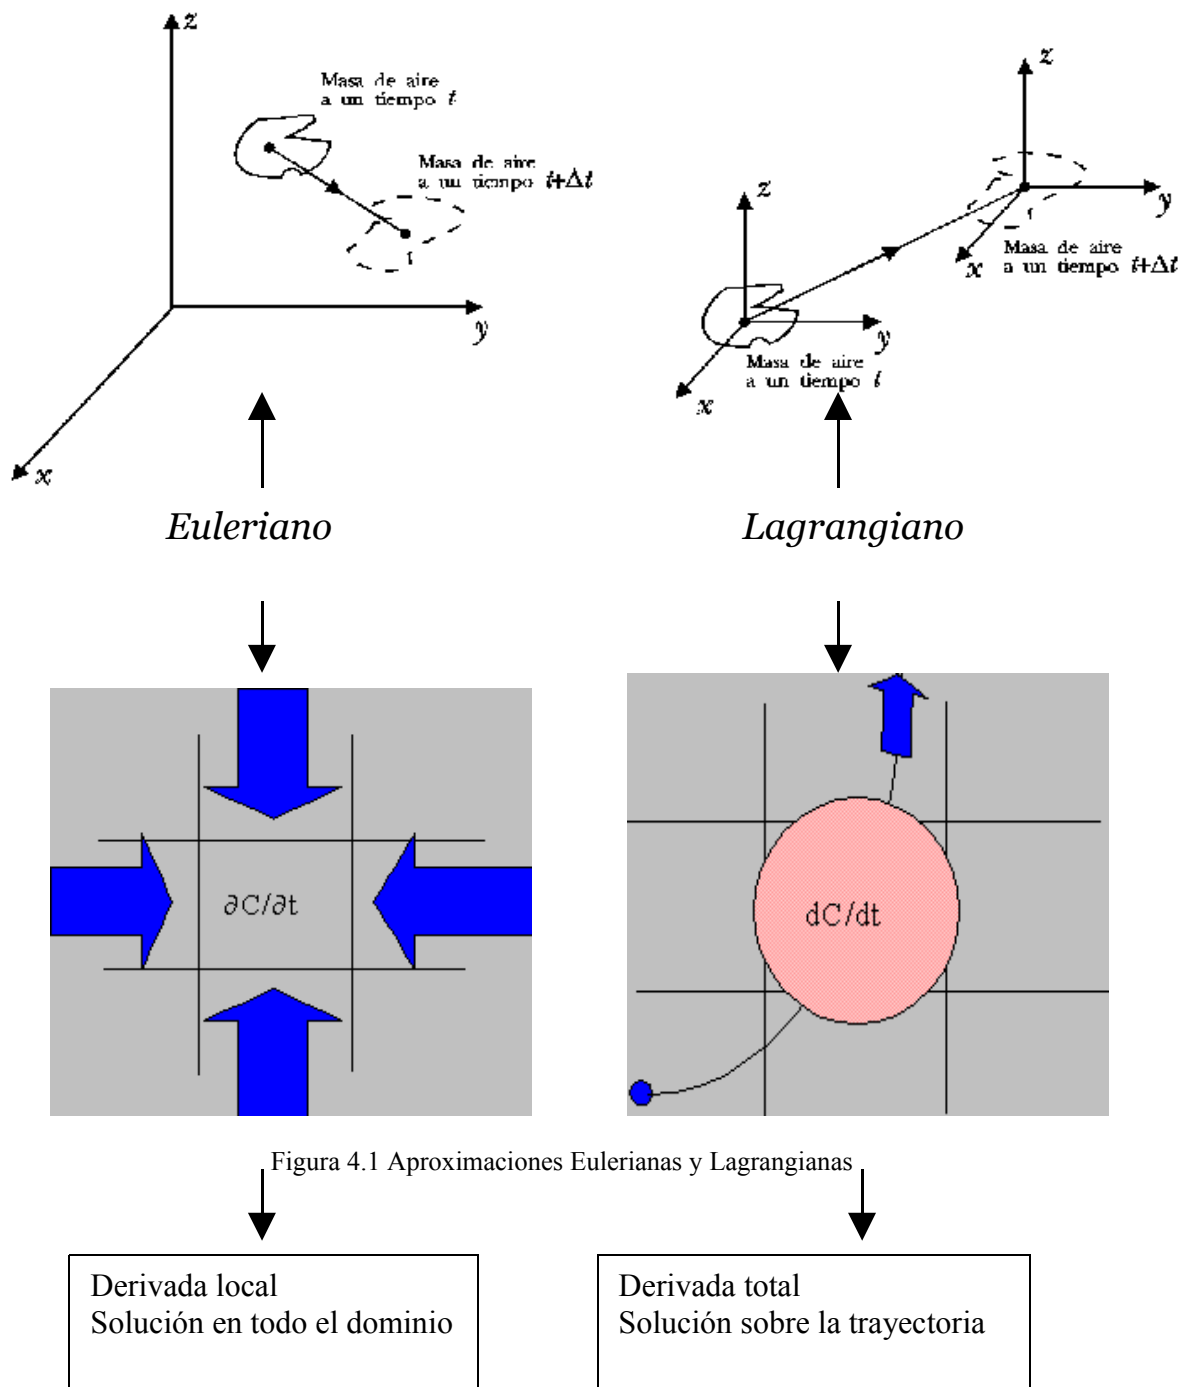 z
Masa de aire
a un tiempo t
Masa de aire
a un tiempo t+Δt
y
x
z
y
x
Masa de aire
a un tiempo t+Δt
z
y
Masa de aire
a un tiempo t
x
Euleriano
Lagrangiano
∂C/∂t
dC/dt
Figura 4.1 Aproximaciones Eulerianas y Lagrangianas
Derivada local
Solución en todo el dominio
Derivada total
Solución sobre la trayectoria